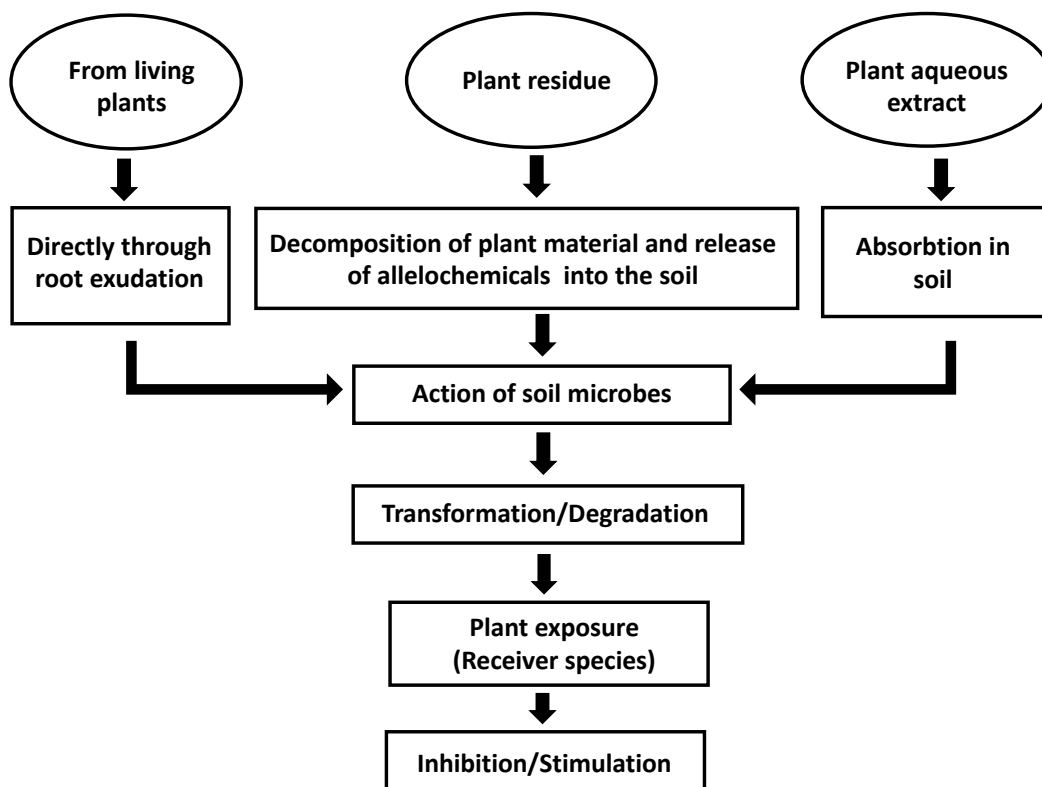 From living
plants
Plant residue
Plant aqueous
extract
Directly through
root exudation
Decomposition of plant material and release
of allelochemicals  into the soil
Absorbtion in
soil
Action of soil microbes
Transformation/Degradation
Plant exposure
(Receiver species)
Inhibition/Stimulation